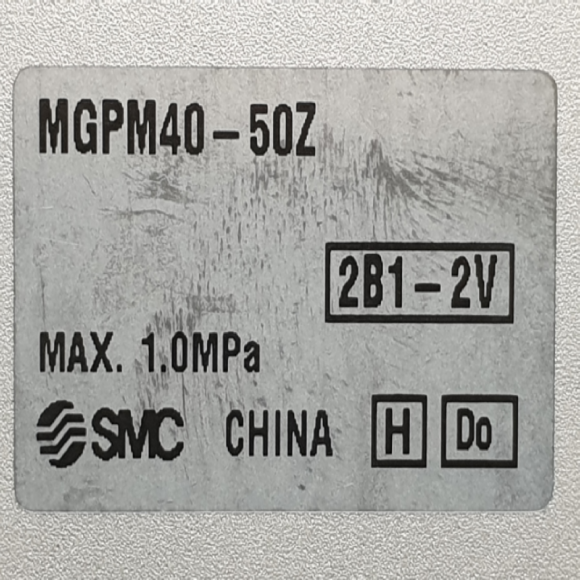 MGPM40-50Z
2B1-2V
MAX. 1.0MPa
SMC CHINA H Do